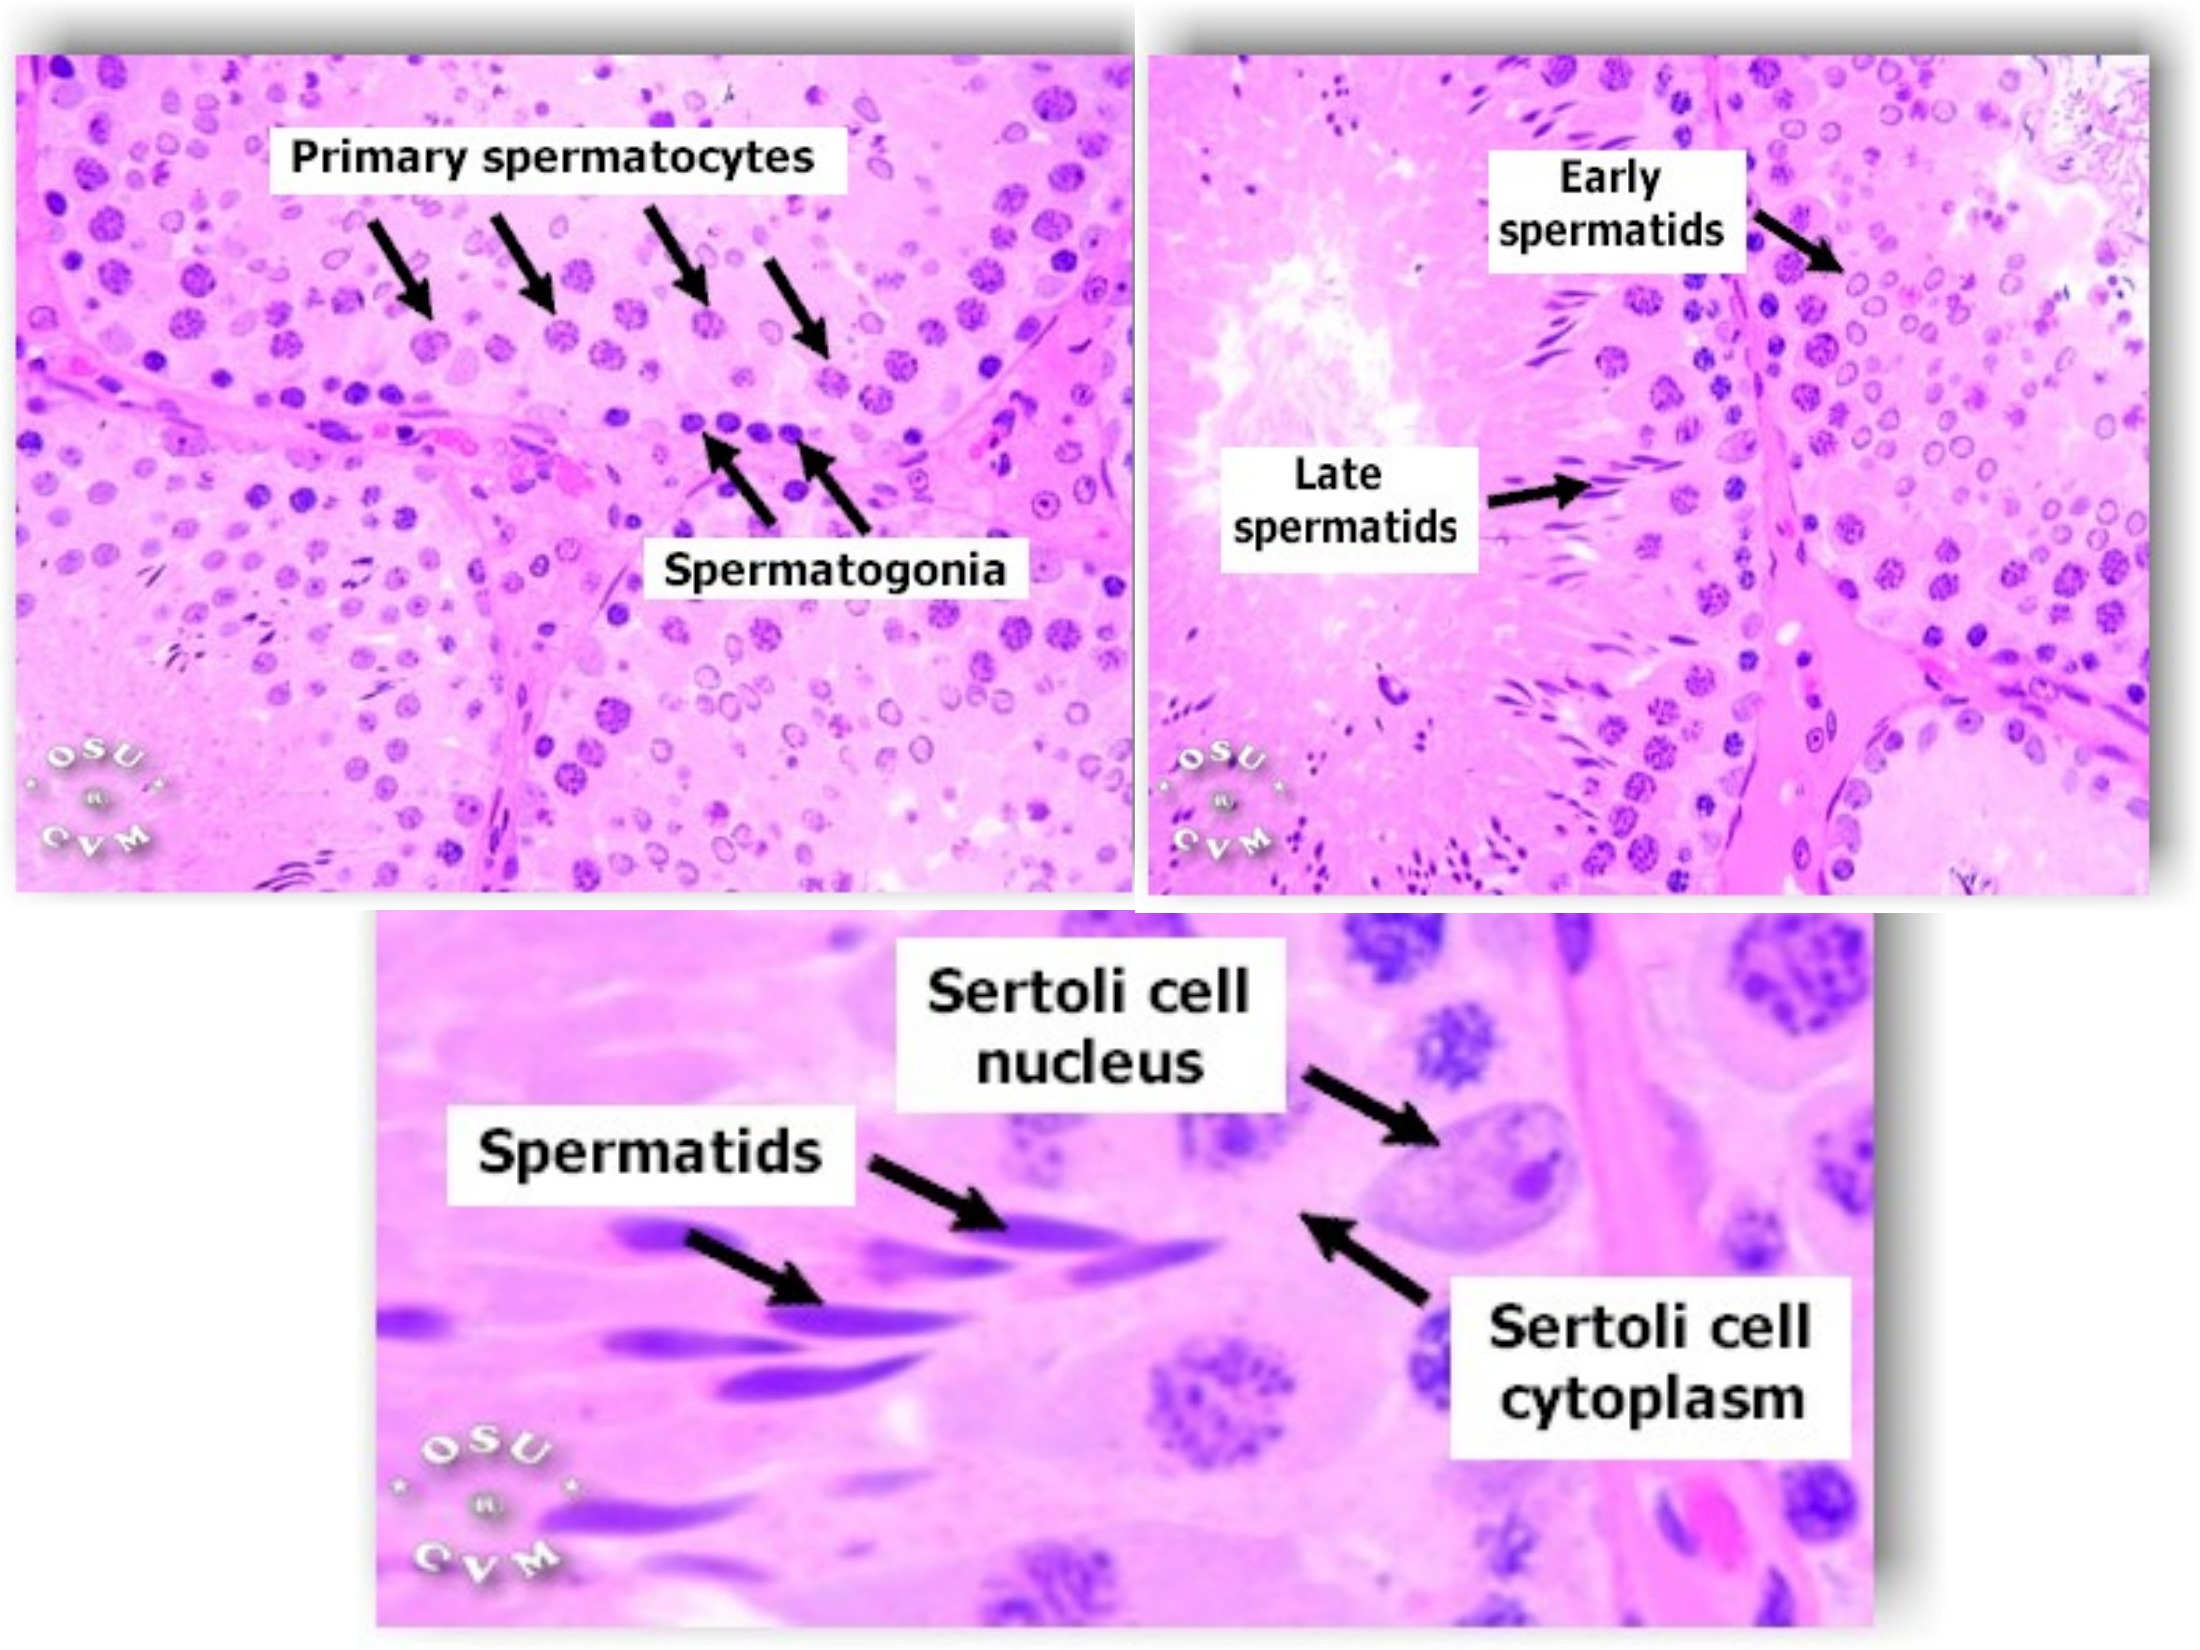 Primary spermatocytes
Spermatogonia
OSU
CVM
Early
spermatids
Late
spermatids
OSU
CVM
Sertoli cell
nucleus
Spermatids
Sertoli cell
cytoplasm
OSU
CVM